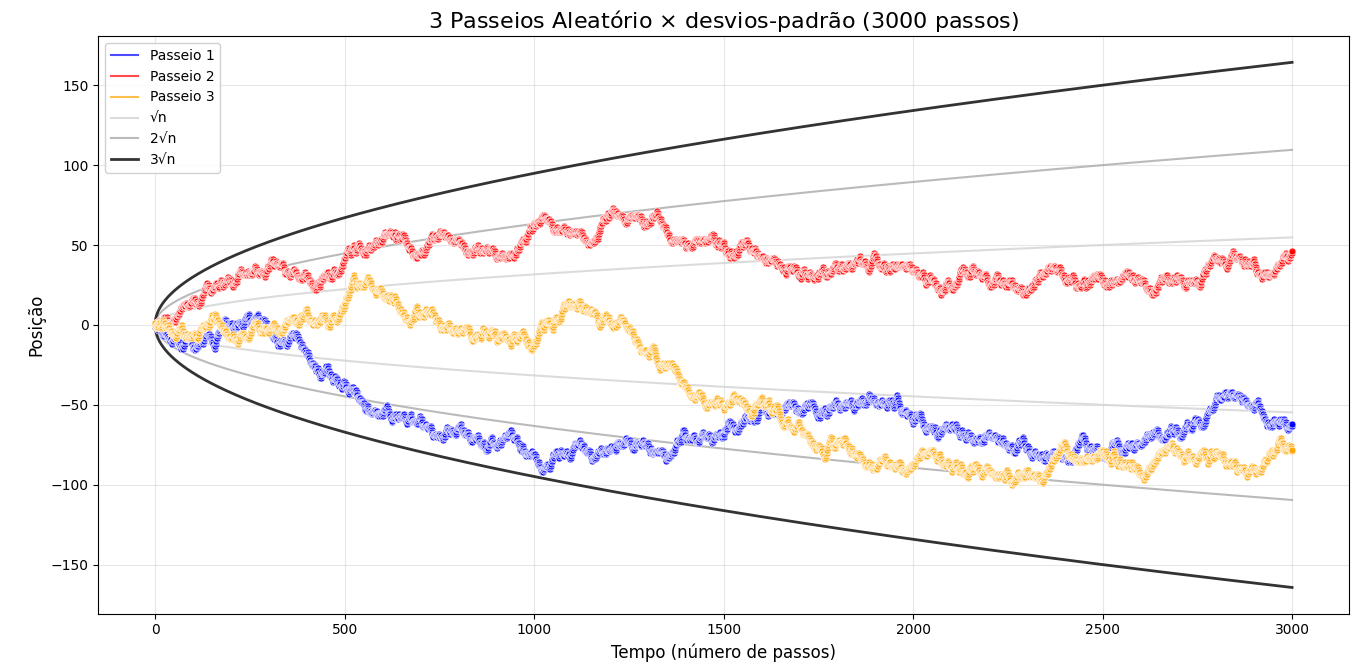 3 Passeios Aleatório × desvios-padrão (3000 passos)
Passeio 1
Passeio 2
Passeio 3
√n
2√n
3√n
150
100
50
0
−50
−100
−150
Posição
0
500
1000
1500
2000
2500
3000
Tempo (número de passos)